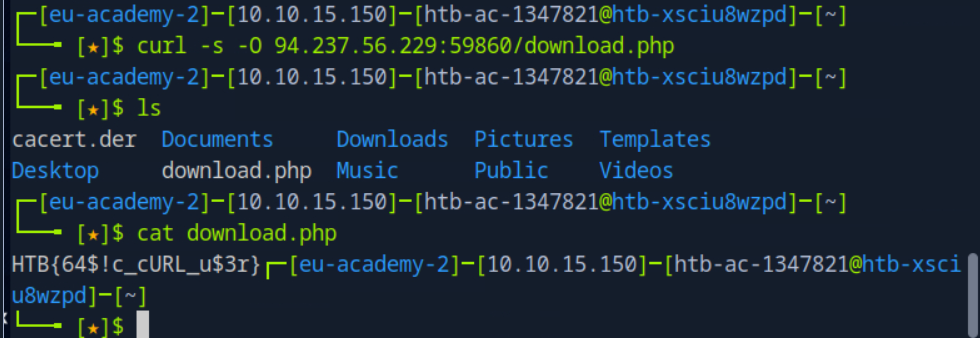 ┌─[eu-academy-2]─[10.10.15.150]─[htb-ac-1347821@htb-xsciu8wzpd]─[~]
└──╼ [★]$ curl -s -O 94.237.56.229:59860/download.php
┌─[eu-academy-2]─[10.10.15.150]─[htb-ac-1347821@htb-xsciu8wzpd]─[~]
└──╼ [★]$ ls
cacert.der  Documents     Downloads  Pictures  Templates
Desktop     download.php  Music      Public    Videos
┌─[eu-academy-2]─[10.10.15.150]─[htb-ac-1347821@htb-xsciu8wzpd]─[~]
└──╼ [★]$ cat download.php
HTB{64$!c_cURL_u$3r}┌─[eu-academy-2]─[10.10.15.150]─[htb-ac-1347821@htb-xsci
u8wzpd]─[~]
└──╼ [★]$